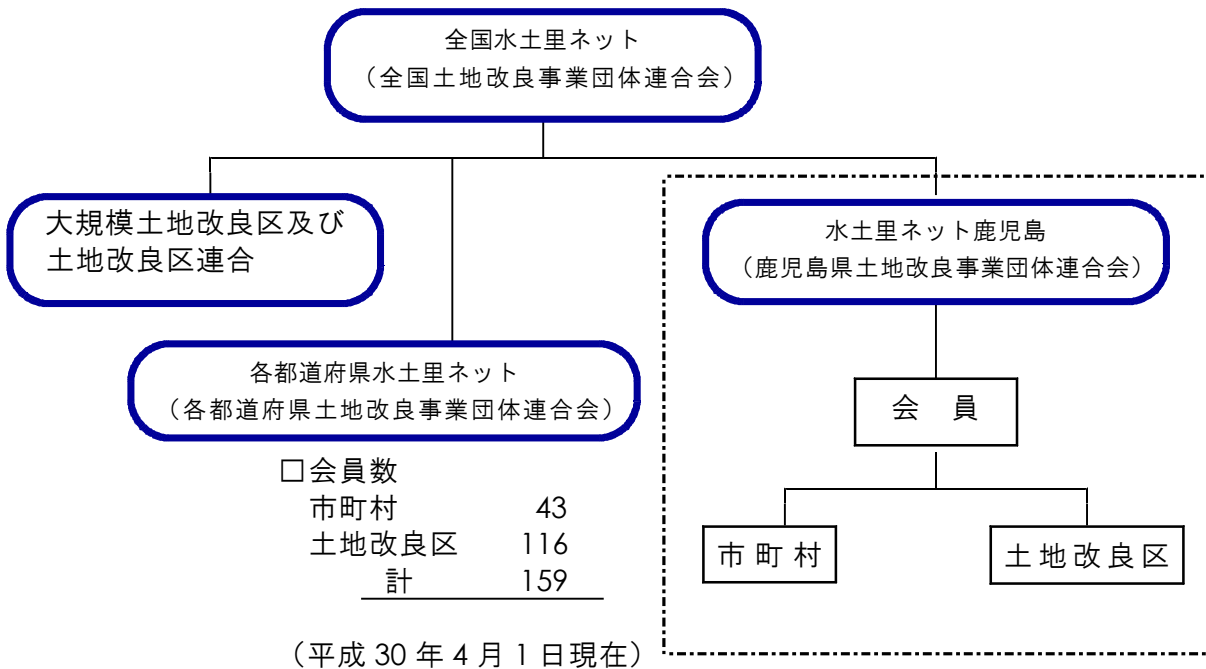 全国水土里ネット
（全国土地改良事業団体連合会）
大規模土地改良区及び
土地改良区連合
水土里ネット鹿児島
（鹿児島県土地改良事業団体連合会）
各都道府県水土里ネット
（各都道府県土地改良事業団体連合会）
会　員
市町村
土地改良区
□会員数
市町村 43
土地改良区 116
計 159
（平成 30 年 4 月 1 日現在）